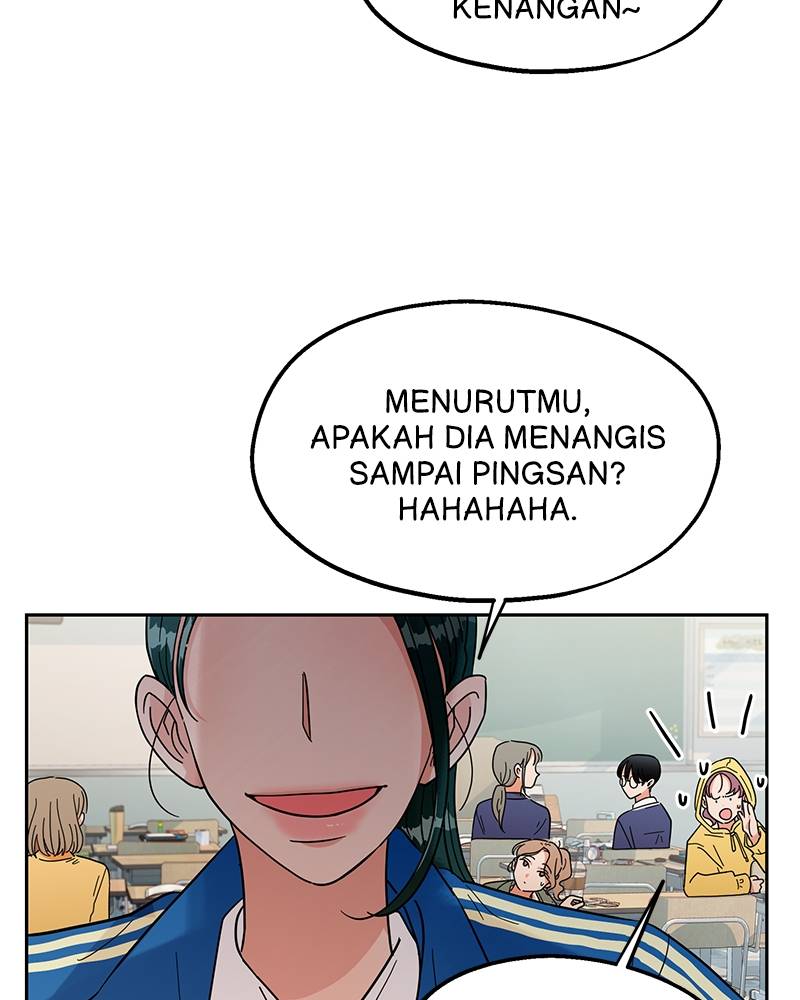 KENANGAN~
MENURUTMU,
APAKAH DIA MENANGIS
SAMPAI PINGSAN?
HAHAHAHA.